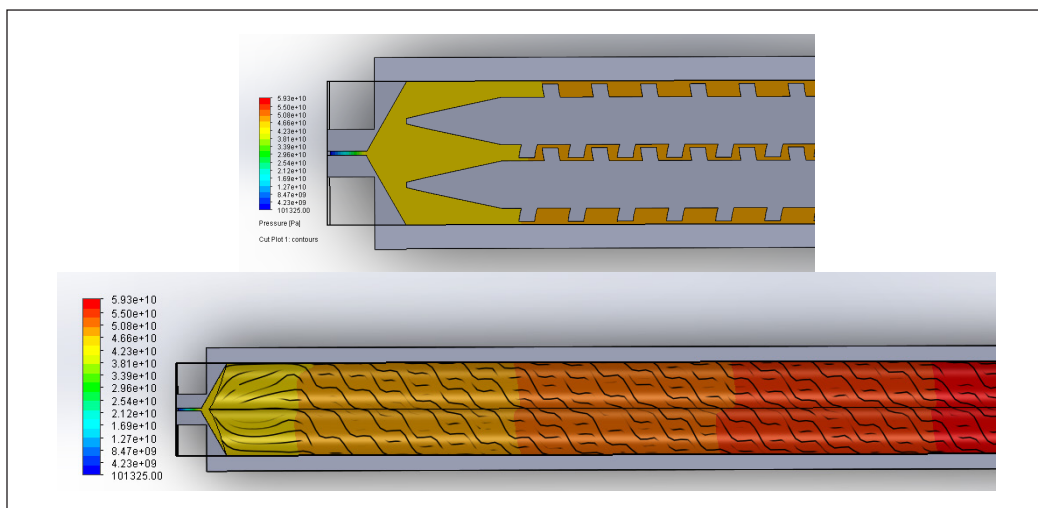 5.93e+10
5.50e+10
5.08e+10
4.66e+10
4.23e+10
3.81e+10
3.39e+10
2.96e+10
2.54e+10
2.12e+10
1.69e+10
1.27e+10
8.47e+09
4.23e+09
101325.00
Pressure [Pa]
Cut Plot 1: contours
5.93e+10
5.50e+10
5.08e+10
4.66e+10
4.23e+10
3.81e+10
3.39e+10
2.96e+10
2.54e+10
2.12e+10
1.69e+10
1.27e+10
8.47e+09
4.23e+09
101325.00